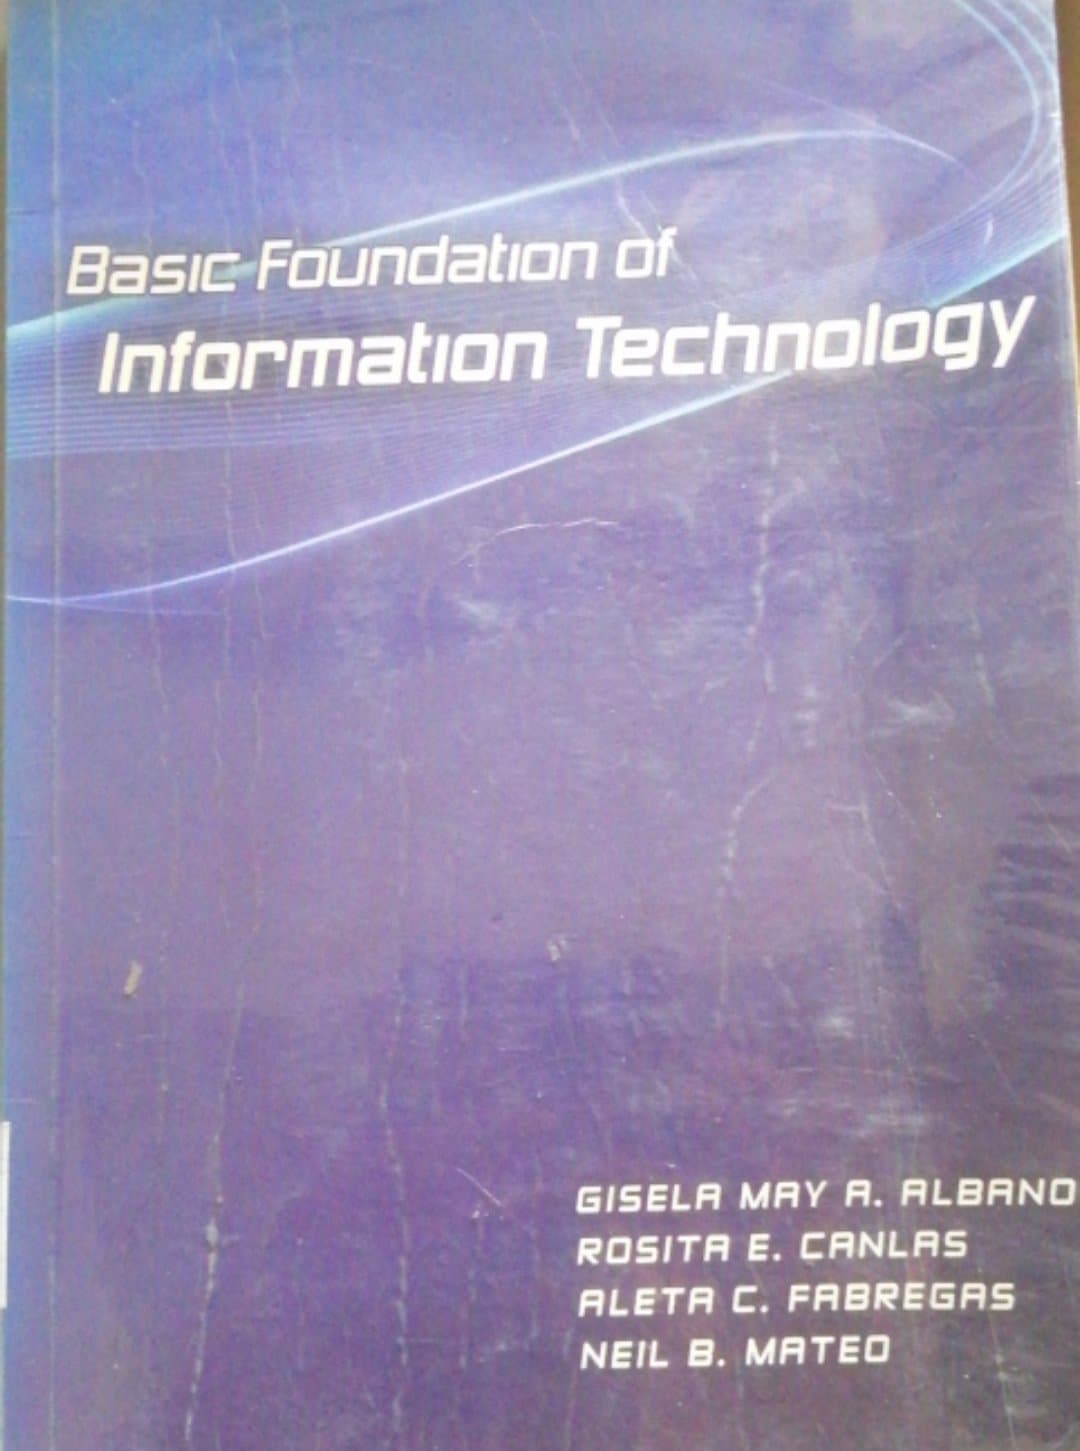 Basic Foundation of
Information Technology
GISELA MAY A. ALBANO
ROSITA E. CANLAS
ALETA C. FABREGAS
NEIL B. MATEO